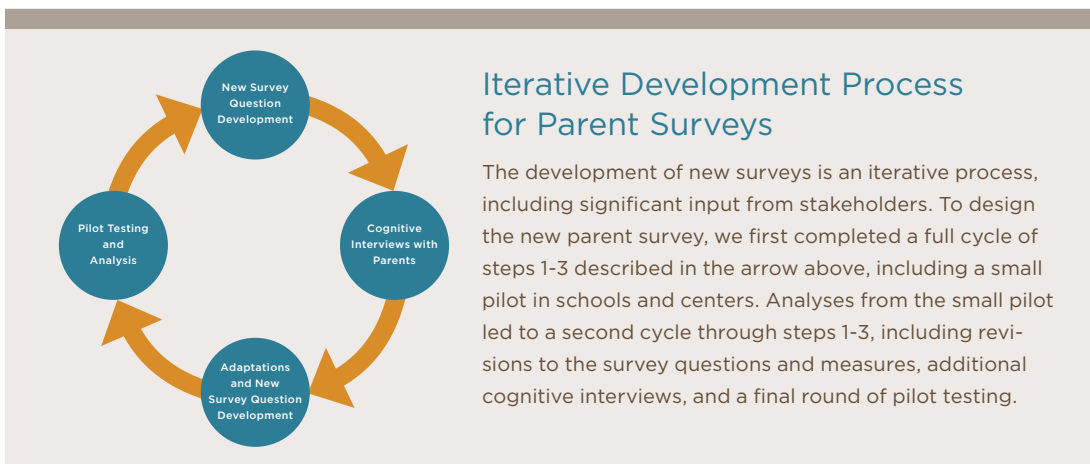 New Survey
Question
Development
Cognitive
Interviews with
Parents
Adaptations
and New
Survey Question
Development
Pilot Testing
and
Analysis
Iterative Development Process
for Parent Surveys
The development of new surveys is an iterative process,
including significant input from stakeholders. To design
the new parent survey, we first completed a full cycle of
steps 1-3 described in the arrow above, including a small
pilot in schools and centers. Analyses from the small pilot
led to a second cycle through steps 1-3, including revi-
sions to the survey questions and measures, additional
cognitive interviews, and a final round of pilot testing.